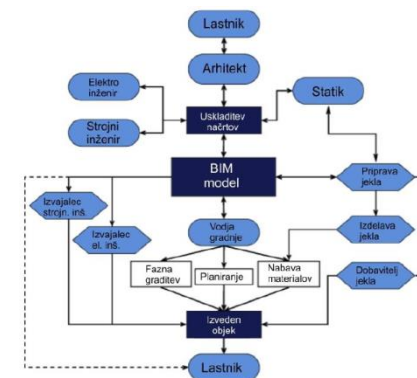 Lastnik
Arhitekt
Elektro
inženir
Statik
Uskladitev
načrtov
Strojni
inženir
BIM
model
Priprava
jekla
Izvajalec
strojn. inš.
Izvajalec
el. inš.
Vodja
gradnje
Izdelava
jekla
Fazna
graditev
Planiranje
Nabava
materialov
Dobavitelj
jekla
Izveden
objek
Lastnik